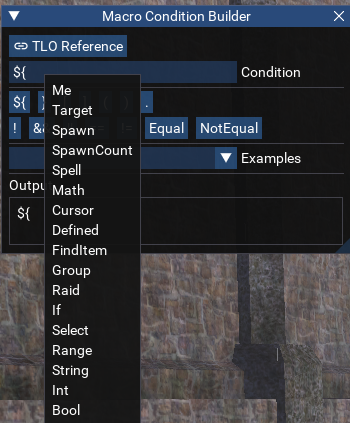 Macro Condition Builder
TLO Reference
${ Condition
${ .
! && Equal NotEqual
Examples
${
Me
Target
Spawn
SpawnCount
Spell
Math
Cursor
Defined
FindItem
Group
Raid
If
Select
Range
String
Int
Bool